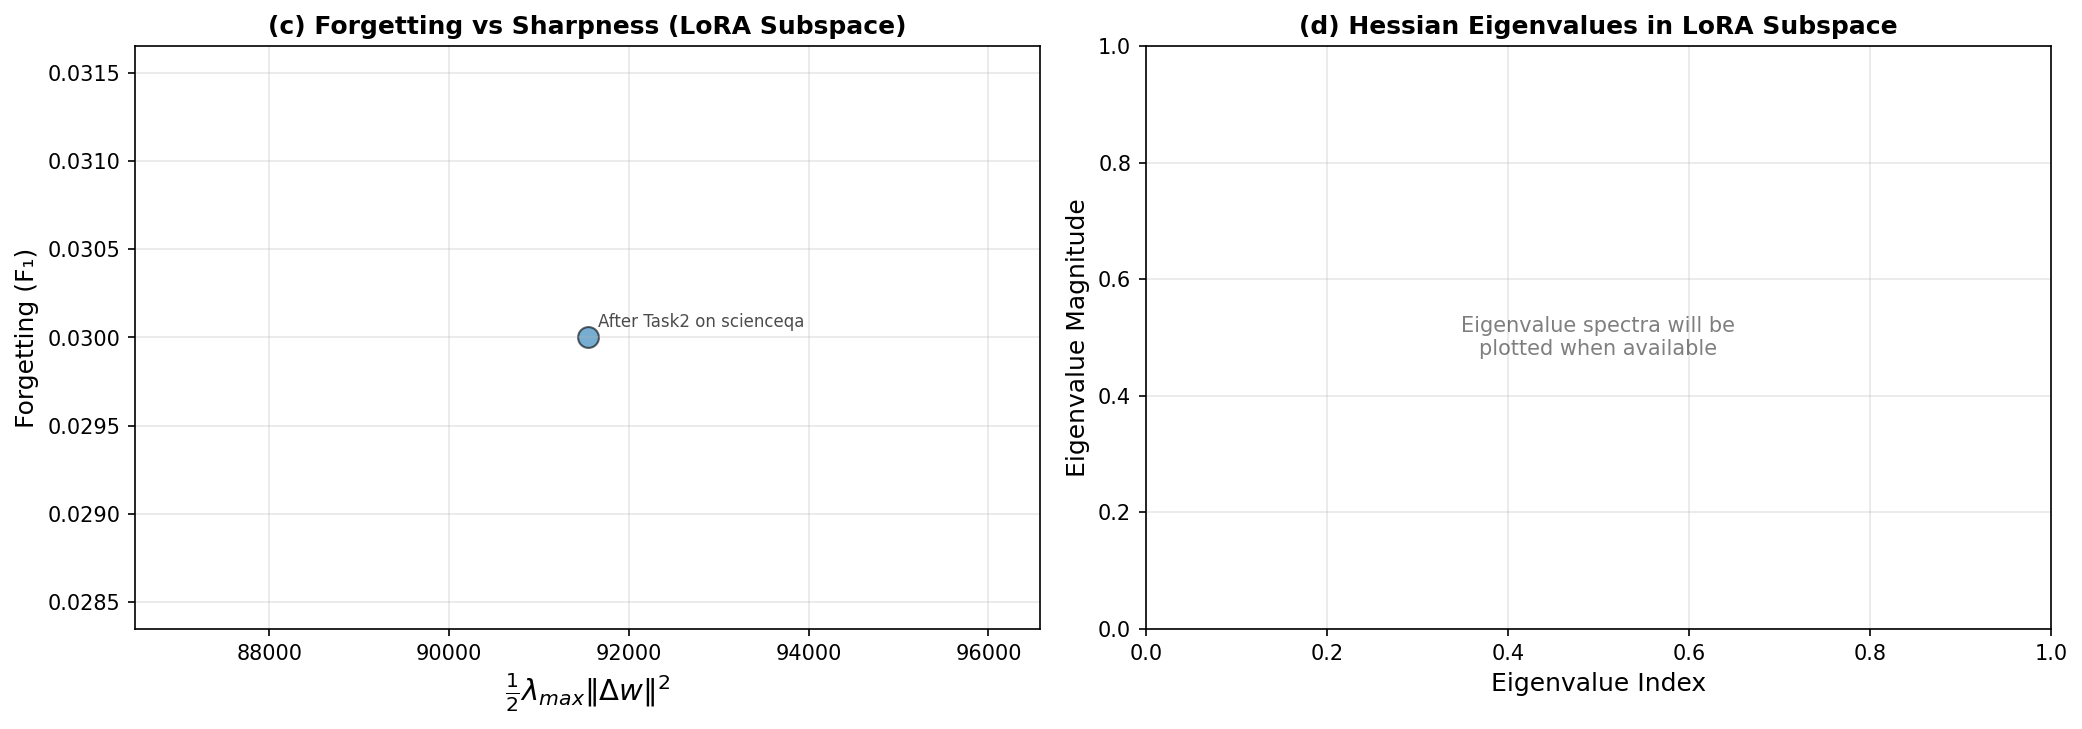 (c) Forgetting vs Sharpness (LoRA Subspace)
0.0315
0.0310
0.0305
0.0300
0.0295
0.0290
0.0285
Forgetting (F₁)
After Task2 on scienceqa
88000 90000 92000 94000 96000
½λ_max‖Δw‖²
(d) Hessian Eigenvalues in LoRA Subspace
1.0
0.8
0.6
0.4
0.2
0.0
Eigenvalue Magnitude
Eigenvalue spectra will be
plotted when available
0.0 0.2 0.4 0.6 0.8 1.0
Eigenvalue Index